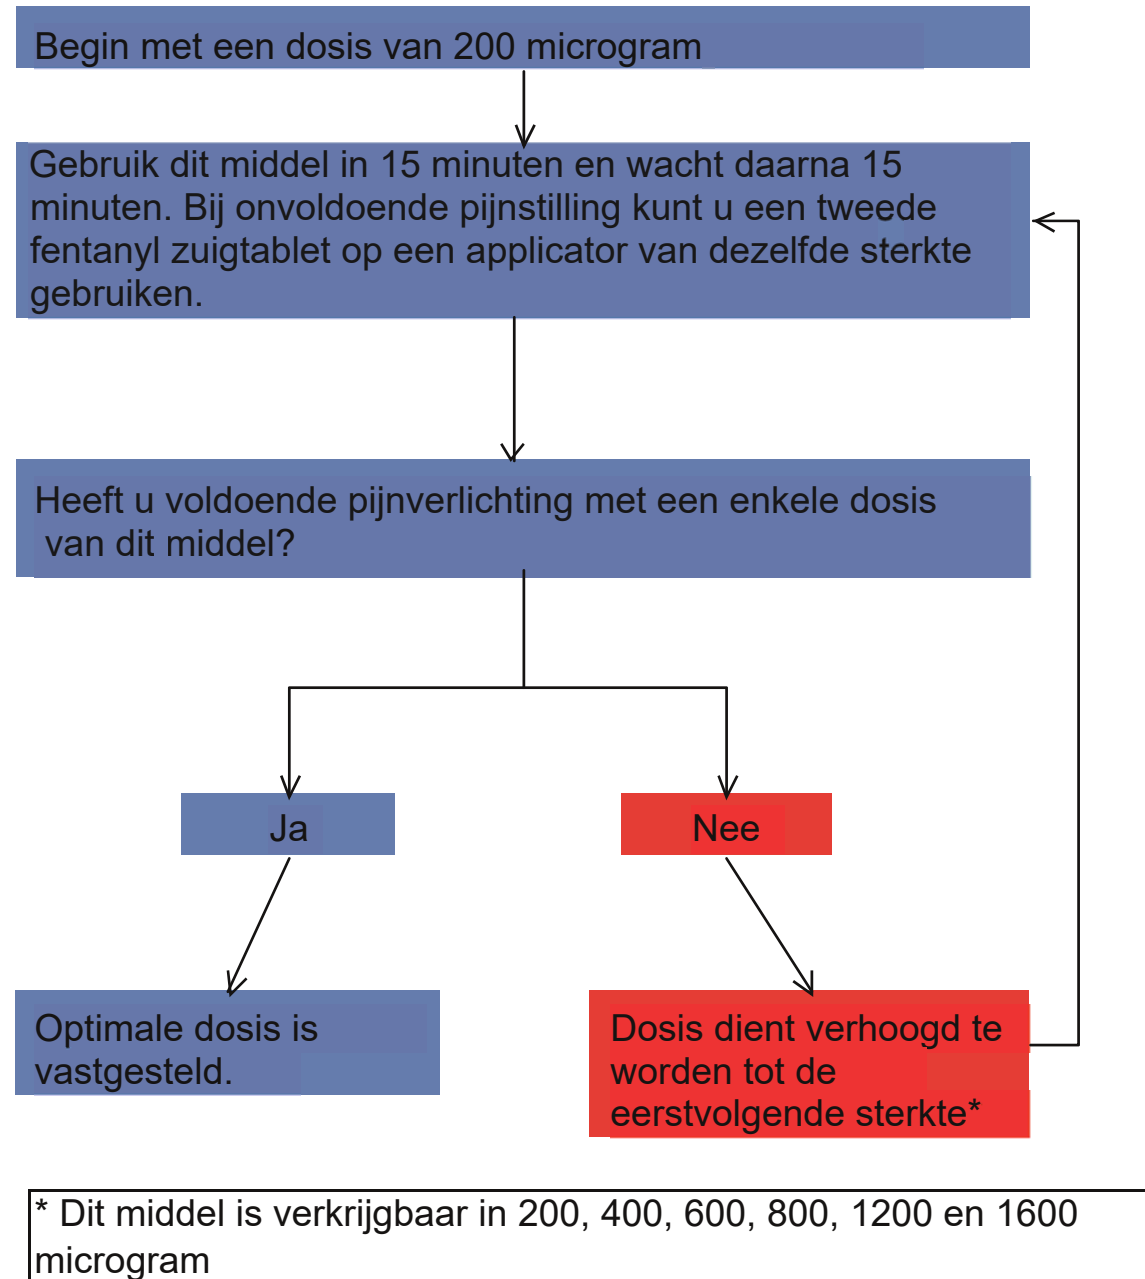 Begin met een dosis van 200 microgram
Gebruik dit middel in 15 minuten en wacht daarna 15
minuten. Bij onvoldoende pijnstilling kunt u een tweede
fentanyl zuigtablet op een applicator van dezelfde sterkte
gebruiken.
Heeft u voldoende pijnverlichting met een enkele dosis
van dit middel?
Ja
Nee
Optimale dosis is
vastgesteld.
Dosis dient verhoogd te
worden tot de
eerstvolgende sterkte*
* Dit middel is verkrijgbaar in 200, 400, 600, 800, 1200 en 1600
microgram